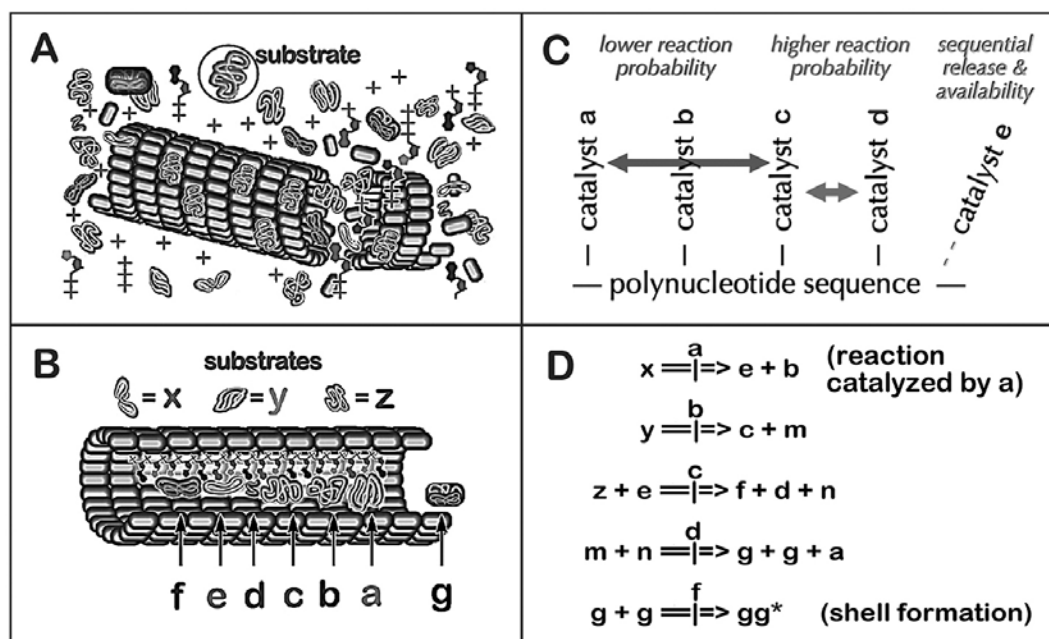 A
substrate
B
substrates
= x
= y
= z
f e d c b a g
C
lower reaction
probability
higher reaction
probability
sequential
release &
availability
catalyst a
catalyst b
catalyst c
catalyst d
catalyst e
polynucleotide sequence
D
a
x ==|=> e + b (reaction
catalyzed by a)
b
y ==|=> c + m
c
z + e ==|=> f + d + n
d
m + n ==|=> g + g + a
f
g + g ==|=> gg* (shell formation)